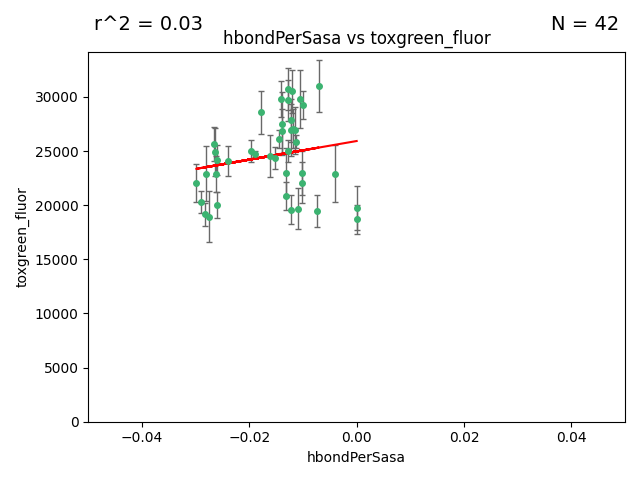 r^2 = 0.03
N = 42
hbondPerSasa vs toxgreen_fluor
toxgreen_fluor
30000
25000
20000
15000
10000
5000
0
−0.04
−0.02
0.00
0.02
0.04
hbondPerSasa